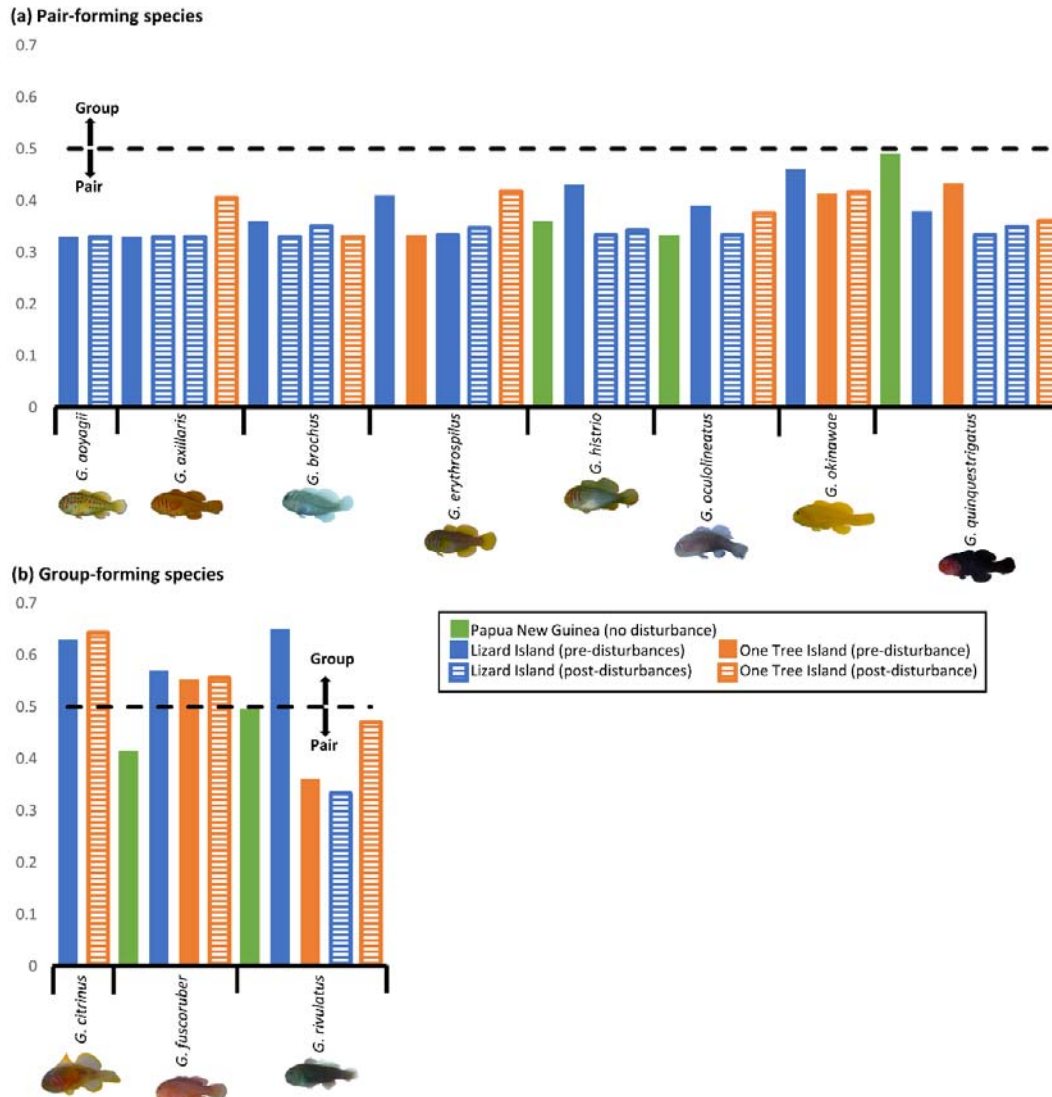 (a) Pair-forming species
0.7
0.6
0.5
0.4
0.3
0.2
0.1
0
Group
Pair
G. aoyagii
G. axillaris
G. brochus
G. erythrospilus
G. histrio
G. oculolineatus
G. okinawae
G. quinquestrigatus
(b) Group-forming species
0.7
0.6
0.5
0.4
0.3
0.2
0.1
0
Group
Pair
G. citrinus
G. fuscoruber
G. rivulatus
Papua New Guinea (no disturbance)
Lizard Island (pre-disturbances)
One Tree Island (pre-disturbance)
Lizard Island (post-disturbances)
One Tree Island (post-disturbance)